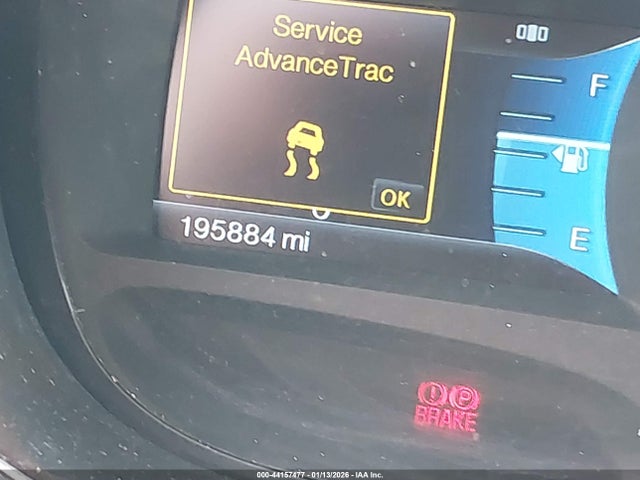 Service
AdvanceTrac
F
OK
E
195884 mi
P
BRAKE
000-44157477 - 01/13/2026 - IAA Inc.